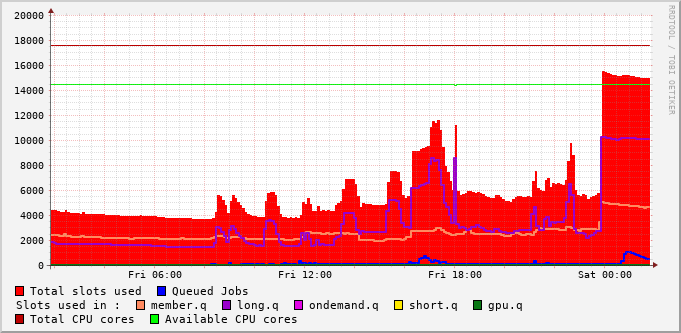 20000
18000
16000
14000
12000
10000
8000
6000
4000
2000
0
Fri 06:00 Fri 12:00 Fri 18:00 Sat 00:00
RRDTOOL / TOBI OETIKER
Total slots used Queued Jobs
Slots used in : member.q long.q ondemand.q short.q gpu.q
Total CPU cores Available CPU cores